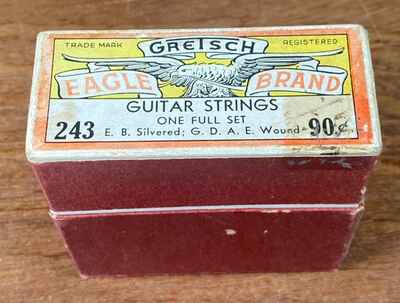 TRADE MARK GRETSCH REGISTERED
EAGLE BRAND
GUITAR STRINGS
ONE FULL SET
243 E. B. Silvered; G. D. A. E. Wound 90¢